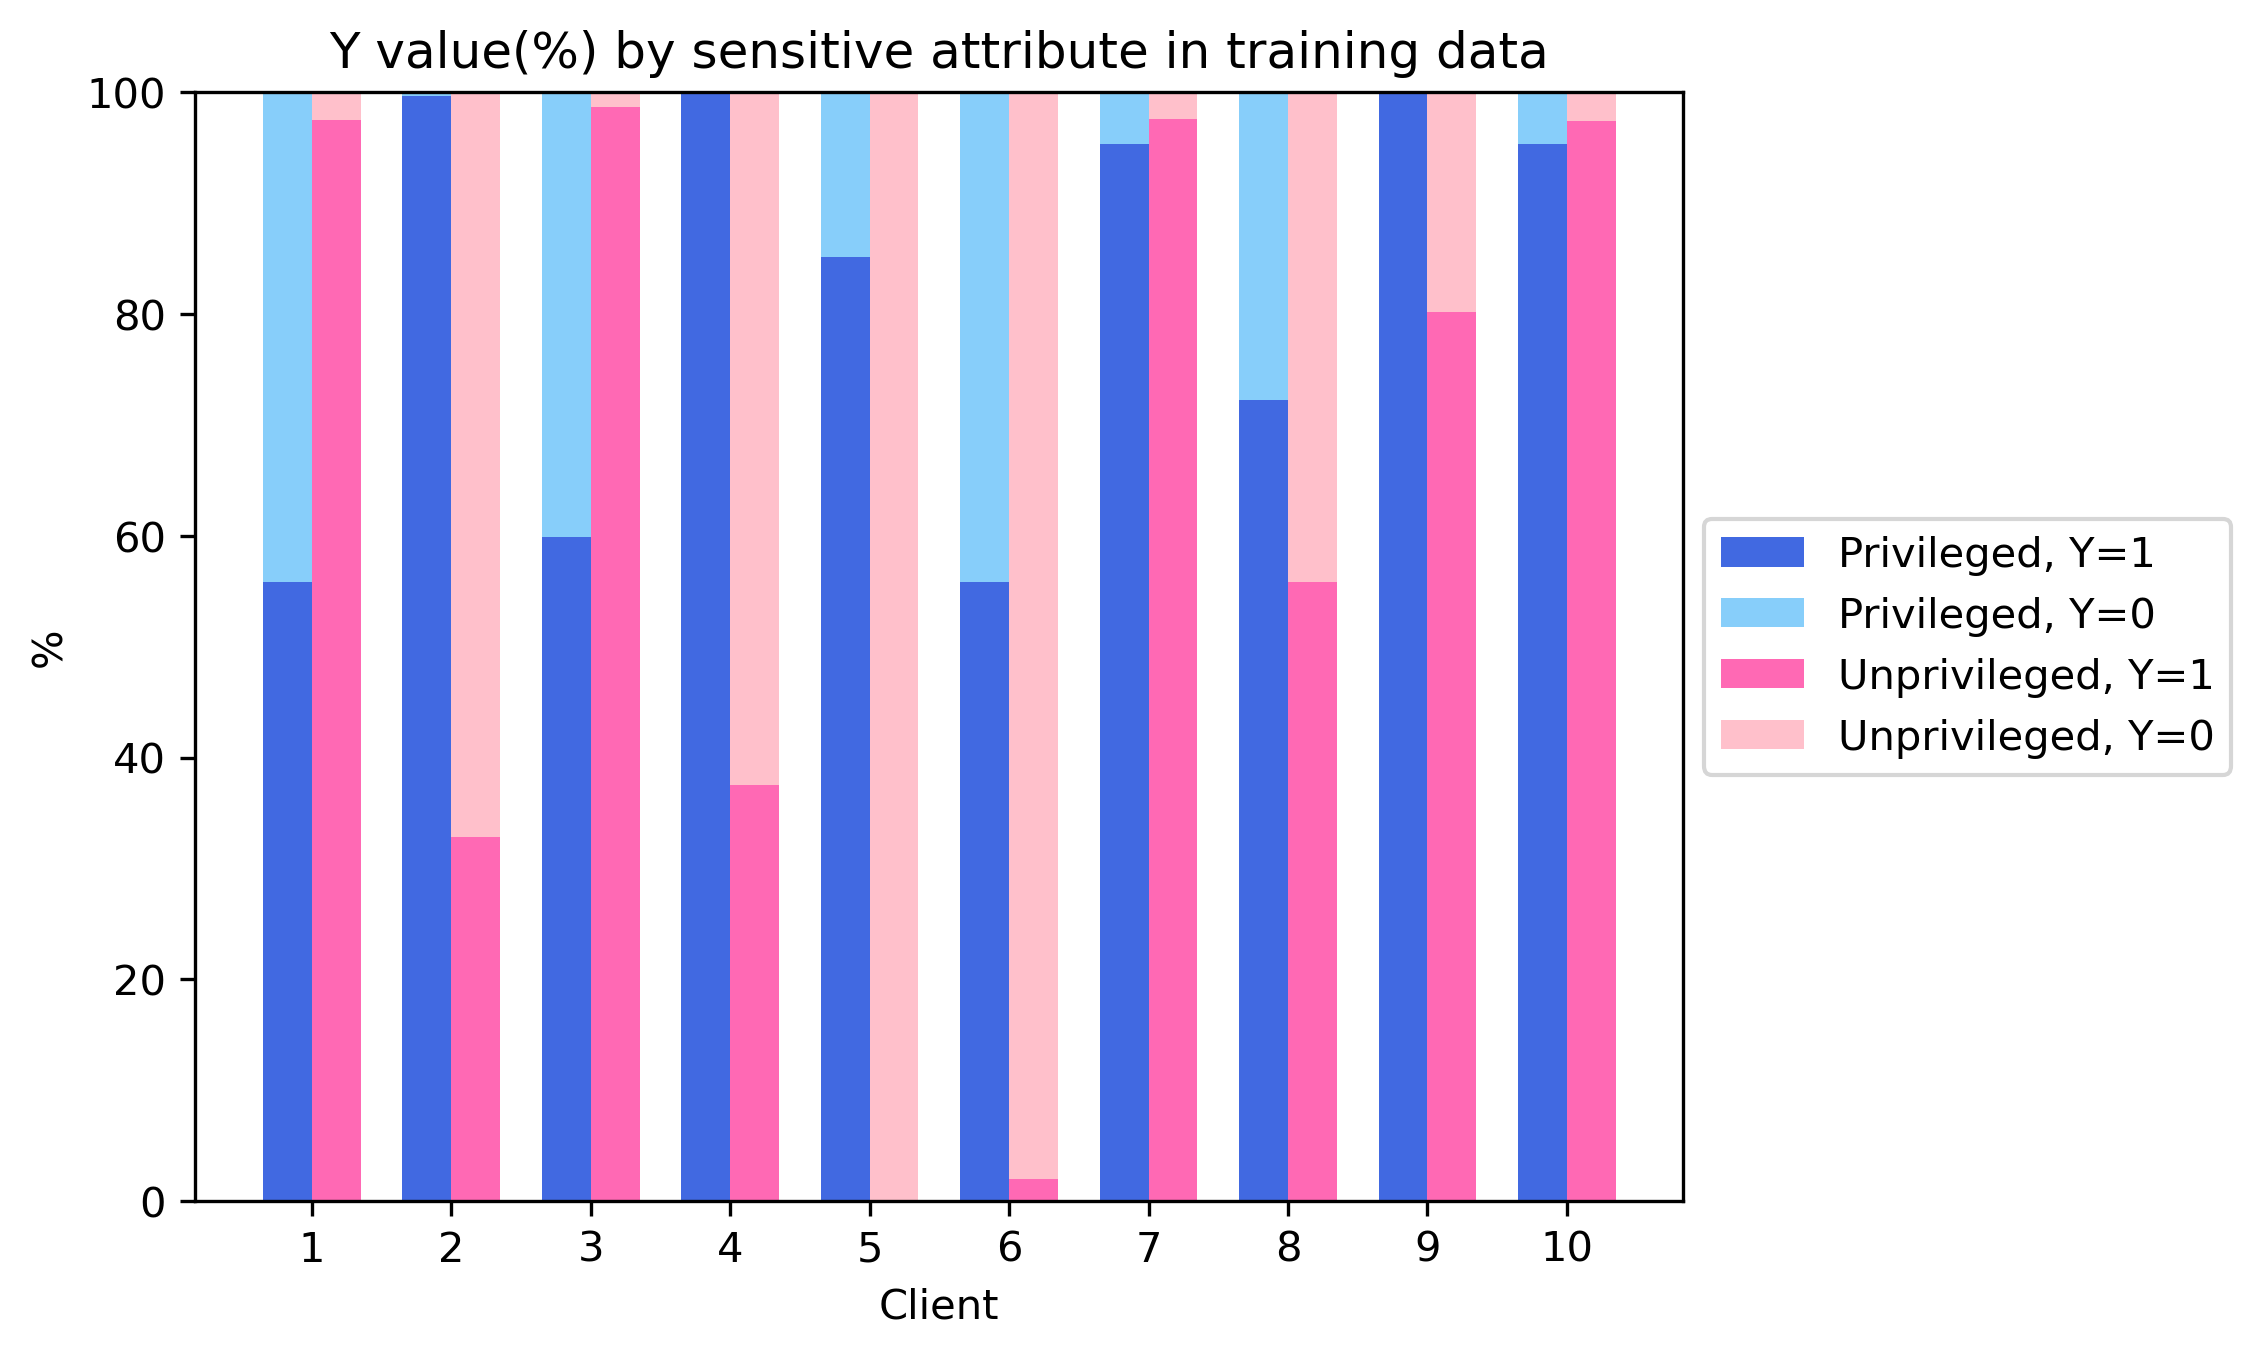 Y value(%) by sensitive attribute in training data
100
80
60
40
20
0
%
1 2 3 4 5 6 7 8 9 10
Client
Privileged, Y=1
Privileged, Y=0
Unprivileged, Y=1
Unprivileged, Y=0